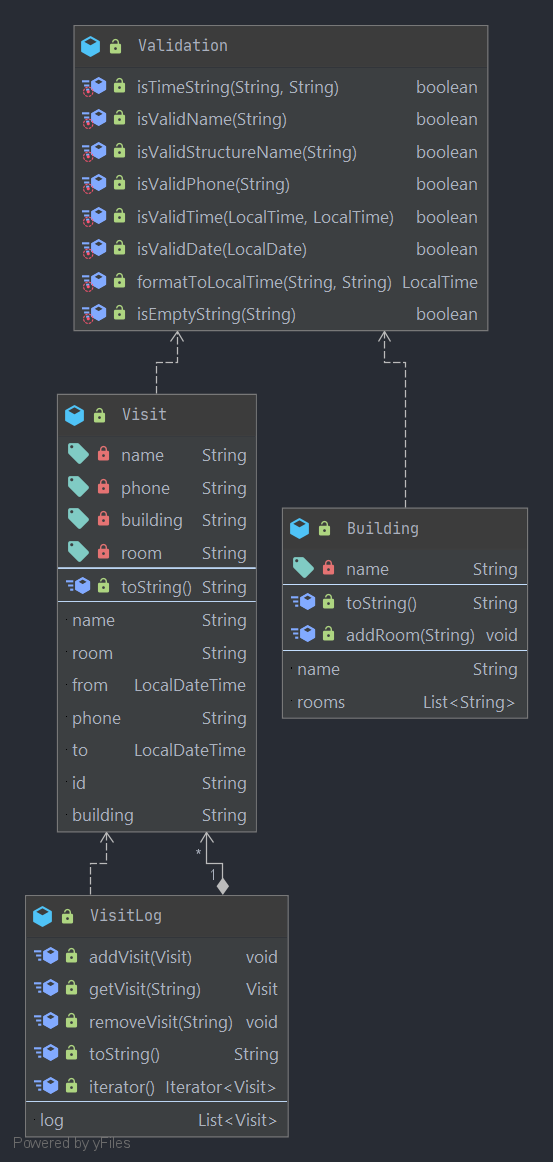 Validation
isTimeString(String, String) boolean
isValidName(String) boolean
isValidStructureName(String) boolean
isValidPhone(String) boolean
isValidTime(LocalTime, LocalTime) boolean
isValidDate(LocalDate) boolean
formatToLocalTime(String, String) LocalTime
isEmptyString(String) boolean
Visit
name String
phone String
building String
room String
toString() String
name String
room String
from LocalDateTime
phone String
to LocalDateTime
id String
building String
Building
name String
toString() String
addRoom(String) void
name String
rooms List<String>
*
1
VisitLog
addVisit(Visit) void
getVisit(String) Visit
removeVisit(String) void
toString() String
iterator() Iterator<Visit>
log List<Visit>
Powered by yFiles